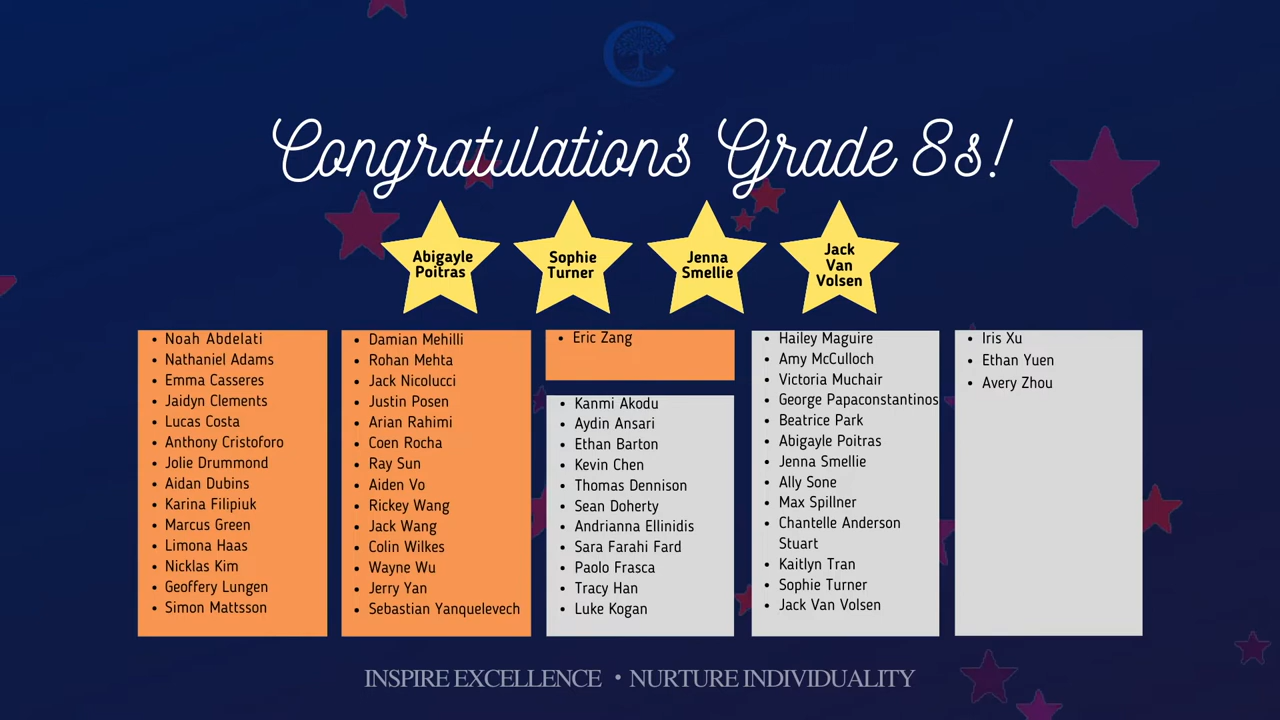 Congratulations Grade 8s!
Abigayle
Poitras
Sophie
Turner
Jenna
Smellie
Jack
Van
Volsen
• Noah Abdelati
• Nathaniel Adams
• Emma Casseres
• Jaidyn Clements
• Lucas Costa
• Anthony Cristoforo
• Jolie Drummond
• Aidan Dubins
• Karina Filipiuk
• Marcus Green
• Limona Haas
• Nicklas Kim
• Geoffery Lungen
• Simon Mattsson
• Damian Mehilli
• Rohan Mehta
• Jack Nicolucci
• Justin Posen
• Arian Rahimi
• Coen Rocha
• Ray Sun
• Aiden Vo
• Rickey Wang
• Jack Wang
• Colin Wilkes
• Wayne Wu
• Jerry Yan
• Sebastian Yanquelevech
• Eric Zang
• Kanmi Akodu
• Aydin Ansari
• Ethan Barton
• Kevin Chen
• Thomas Dennison
• Sean Doherty
• Andrianna Ellinidis
• Sara Farahi Fard
• Paolo Frasca
• Tracy Han
• Luke Kogan
• Hailey Maguire
• Amy McCulloch
• Victoria Muchair
• George Papaconstantinos
• Beatrice Park
• Abigayle Poitras
• Jenna Smellie
• Ally Sone
• Max Spillner
• Chantelle Anderson
Stuart
• Kaitlyn Tran
• Sophie Turner
• Jack Van Volsen
• Iris Xu
• Ethan Yuen
• Avery Zhou
INSPIRE EXCELLENCE • NURTURE INDIVIDUALITY